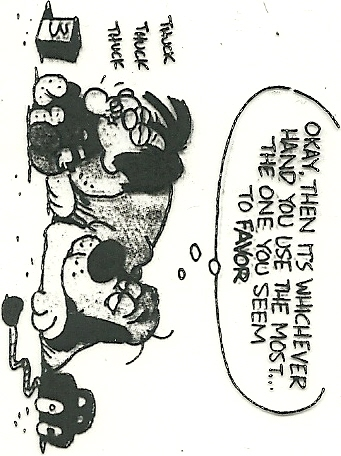 OKAY, THEN IT'S WHICHEVER
HAND YOU USE THE MOST...
THE ONE YOU SEEM
TO FAVOR
THUCK
THUCK
THUCK